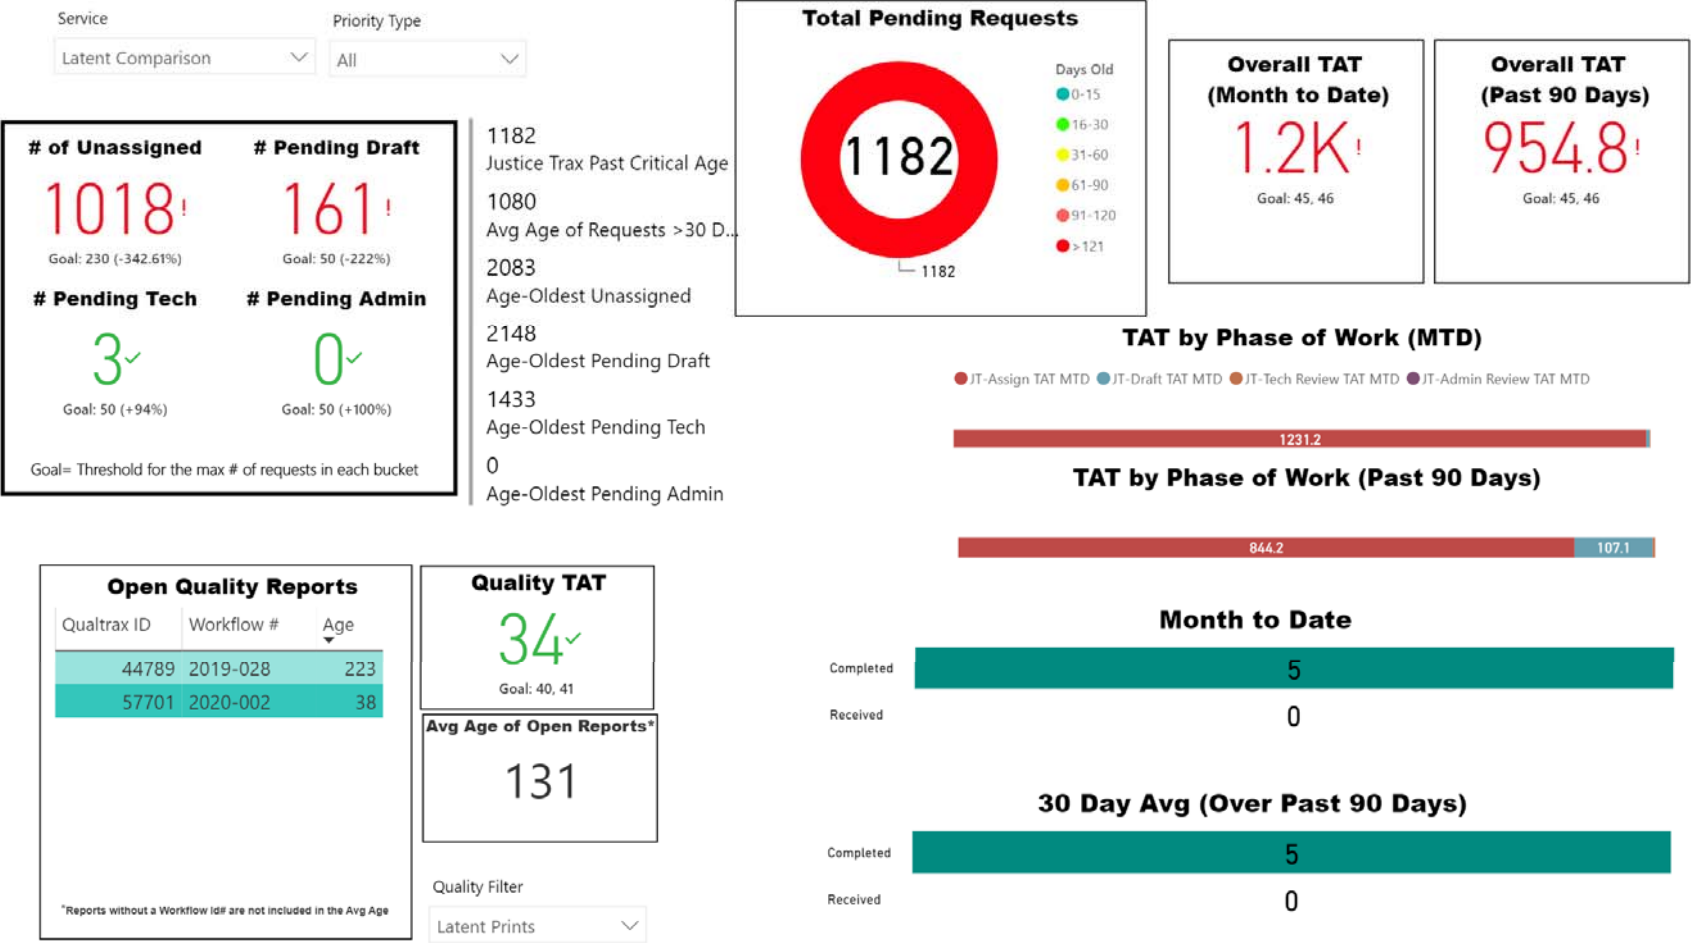 Service
Latent Comparison
Priority Type
All
# of Unassigned
1018!
Goal: 230 (-342.61%)
# Pending Draft
161!
Goal: 50 (-222%)
# Pending Tech
3
Goal: 50 (+94%)
# Pending Admin
0
Goal: 50 (+100%)
Goal= Threshold for the max # of requests in each bucket
1182
Justice Trax Past Critical Age
1080
Avg Age of Requests >30 D...
2083
Age-Oldest Unassigned
2148
Age-Oldest Pending Draft
1433
Age-Oldest Pending Tech
0
Age-Oldest Pending Admin
Total Pending Requests
1182
1182
Days Old
0-15
16-30
31-60
61-90
91-120
>121
Overall TAT
(Month to Date)
1.2K!
Goal: 45, 46
Overall TAT
(Past 90 Days)
954.8!
Goal: 45, 46
TAT by Phase of Work (MTD)
JT-Assign TAT MTD JT-Draft TAT MTD JT-Tech Review TAT MTD JT-Admin Review TAT MTD
1231.2
TAT by Phase of Work (Past 90 Days)
844.2 107.1
Open Quality Reports
Qualtrax ID Workflow # Age
44789 2019-028 223
57701 2020-002 38
*Reports without a Workflow Id# are not included in the Avg Age
Quality TAT
34
Goal: 40, 41
Avg Age of Open Reports*
131
Quality Filter
Latent Prints
Month to Date
Completed 5
Received 0
30 Day Avg (Over Past 90 Days)
Completed 5
Received 0